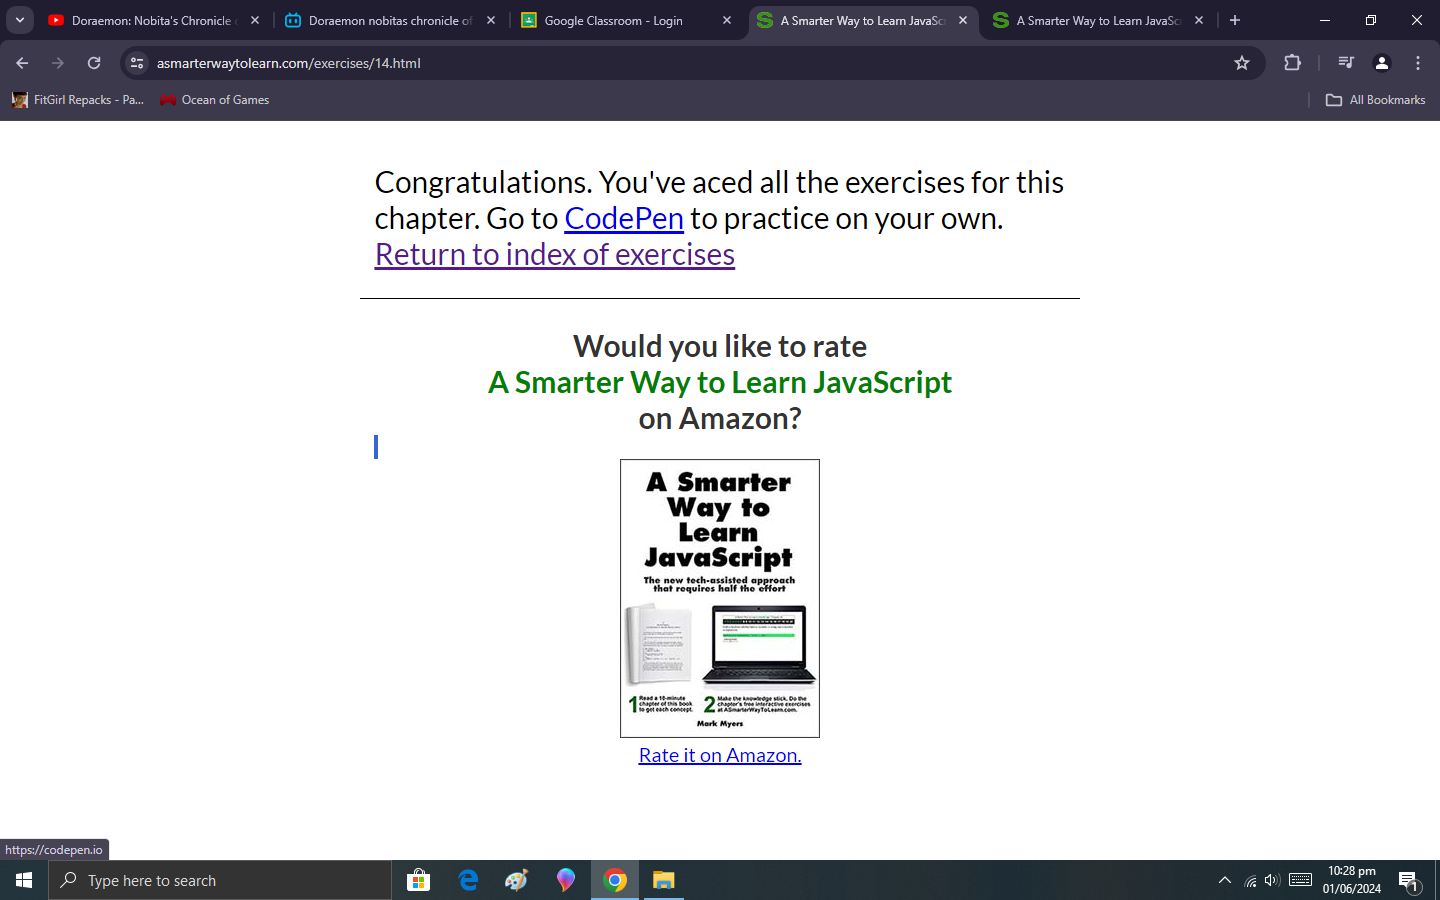 Doraemon: Nobita's Chronicle
Doraemon nobitas chronicle of
Google Classroom - Login
A Smarter Way to Learn JavaSc
A Smarter Way to Learn JavaSc
asmarterwaytolearn.com/exercises/14.html
FitGirl Repacks - Pa...
Ocean of Games
All Bookmarks
Congratulations. You've aced all the exercises for this
chapter. Go to CodePen to practice on your own.
Return to index of exercises
Would you like to rate
A Smarter Way to Learn JavaScript
on Amazon?
A Smarter
Way to
Learn
JavaScript
The new tech-assisted approach
that requires half the effort
1 Read a 10-minute
chapter of this book
to get each concept.
2 Make the knowledge stick. Do the
chapter's free interactive exercises
at ASmarterWayToLearn.com.
Mark Myers
Rate it on Amazon.
https://codepen.io
Type here to search
10:28 pm
01/06/2024
1